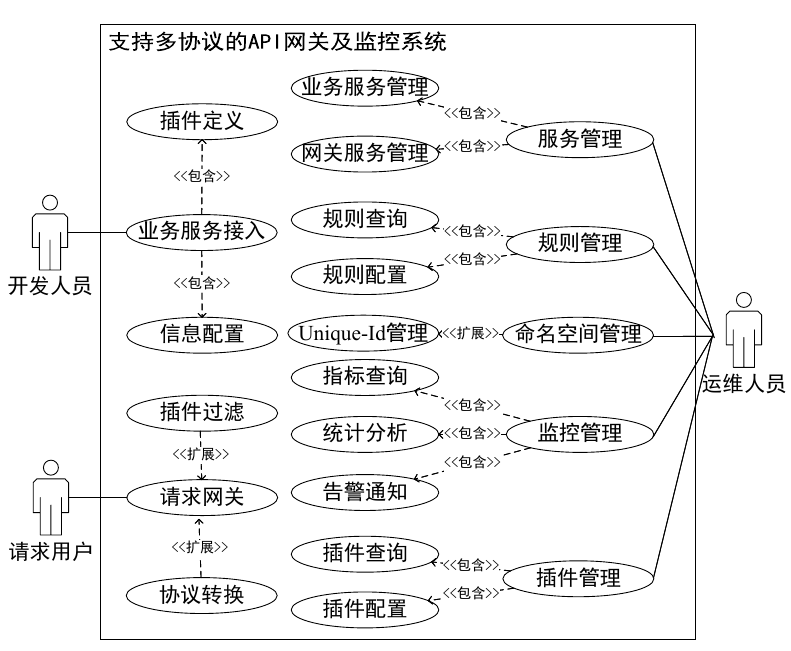 支持多协议的API网关及监控系统
业务服务管理
<<包含>>
插件定义
服务管理
<<包含>>
网关服务管理
<<包含>>
规则查询
业务服务接入
<<包含>>
规则管理
开发人员
<<包含>>
规则配置
<<包含>>
信息配置
Unique-Id管理
<<扩展>>
命名空间管理
指标查询
运维人员
<<包含>>
插件过滤
统计分析
<<包含>>
监控管理
<<扩展>>
<<包含>>
请求网关
告警通知
请求用户
<<扩展>>
插件查询
<<包含>>
插件管理
协议转换
<<包含>>
插件配置